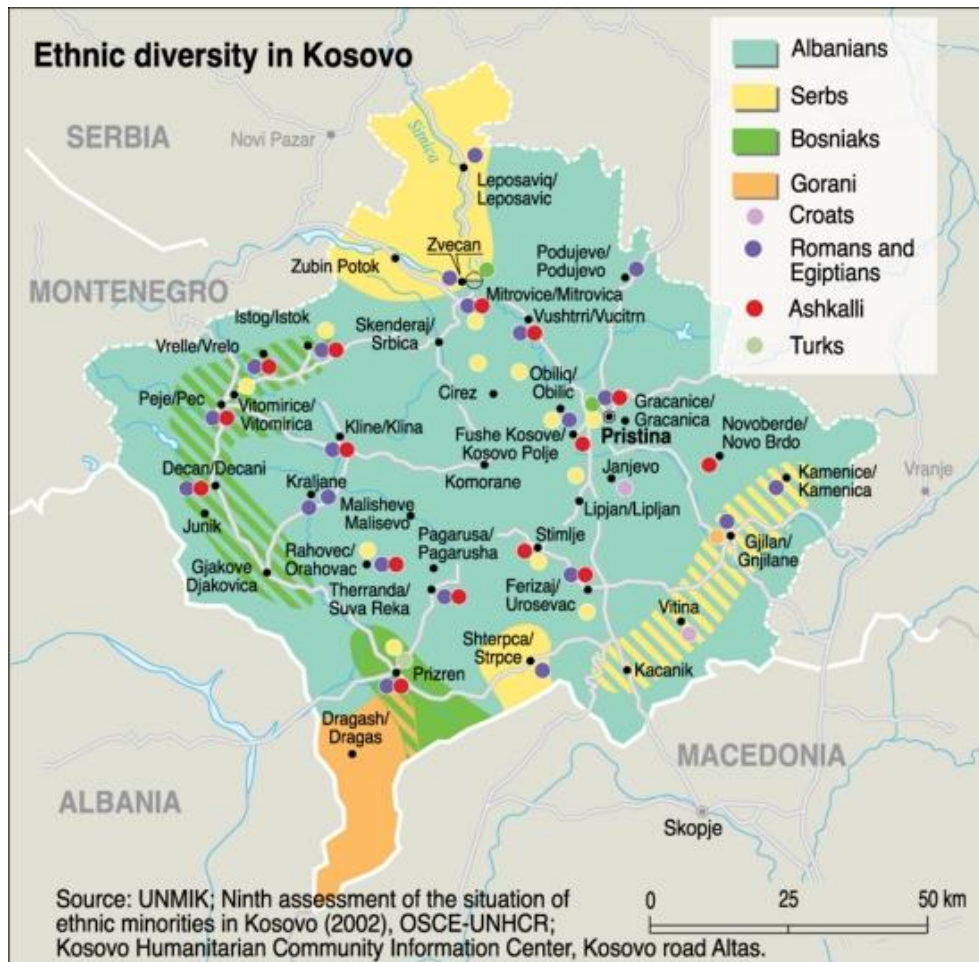 Ethnic diversity in Kosovo
Albanians
Serbs
Bosniaks
Gorani
Croats
Romans and
Egiptians
Ashkalli
Turks
SERBIA
Novi Pazar
Sitnica
Leposaviq/
Leposavic
Zvecan
Zubin Potok
Podujeve/
Podujevo
MONTENEGRO
Mitrovice/Mitrovica
Istog/Istok
Skenderaj/
Srbica
Vushtrri/Vucitrn
Vrelle/Vrelo
Obiliq/
Obilic
Cirez
Peje/Pec
Vitomirice/
Vitomirica
Gracanice/
Gracanica
Kline/Klina
Fushe Kosove/
Kosovo Polje
Pristina
Novoberde/
Novo Brdo
Decan/Decani
Komorane
Janjevo
Kamenice/
Kamenica
Vranje
Kraljane
Malisheve
Malisevo
Lipjan/Lipljan
Junik
Pagarusa/
Pagarusha
Stimlje
Gjilan/
Gnjilane
Rahovec/
Orahovac
Gjakove
Djakovica
Therranda/
Suva Reka
Ferizaj/
Urosevac
Vitina
Shterpca/
Strpce
Prizren
Kacanik
Dragash/
Dragas
MACEDONIA
ALBANIA
Skopje
Source: UNMIK; Ninth assessment of the situation of
ethnic minorities in Kosovo (2002), OSCE-UNHCR;
Kosovo Humanitarian Community Information Center, Kosovo road Altas.
0 25 50 km